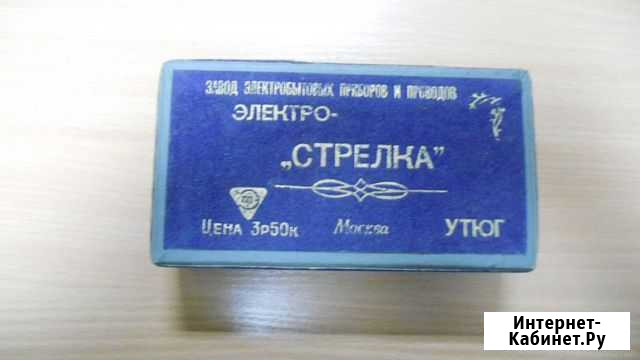 ЗАВОД ЭЛЕКТРОБЫТОВЫХ ПРИБОРОВ И ПРОВОДОВ
ЭЛЕКТРО-
„СТРЕЛКА”
ЦЕНА 3р50к Москва УТЮГ
Интернет-
Кабинет.Ру